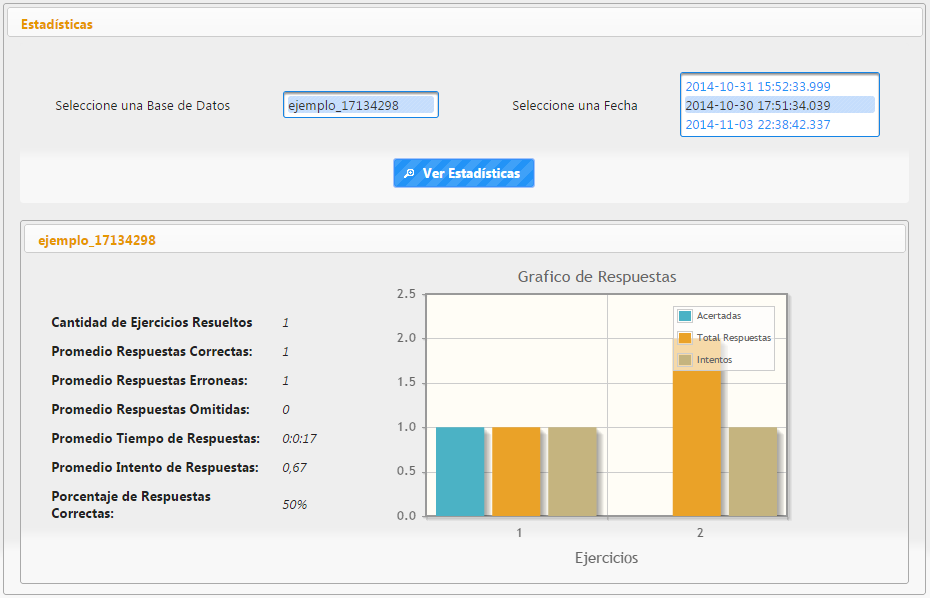 Estadísticas
Seleccione una Base de Datos
ejemplo_17134298
Seleccione una Fecha
2014-10-31 15:52:33.999
2014-10-30 17:51:34.039
2014-11-03 22:38:42.337
Ver Estadísticas
ejemplo_17134298
Cantidad de Ejercicios Resueltos 1
Promedio Respuestas Correctas: 1
Promedio Respuestas Erroneas: 1
Promedio Respuestas Omitidas: 0
Promedio Tiempo de Respuestas: 0:0:17
Promedio Intento de Respuestas: 0,67
Porcentaje de Respuestas
Correctas: 50%
Grafico de Respuestas
2.5
2.0
1.5
1.0
0.5
0.0
Acertadas
Total Respuestas
Intentos
1 2
Ejercicios